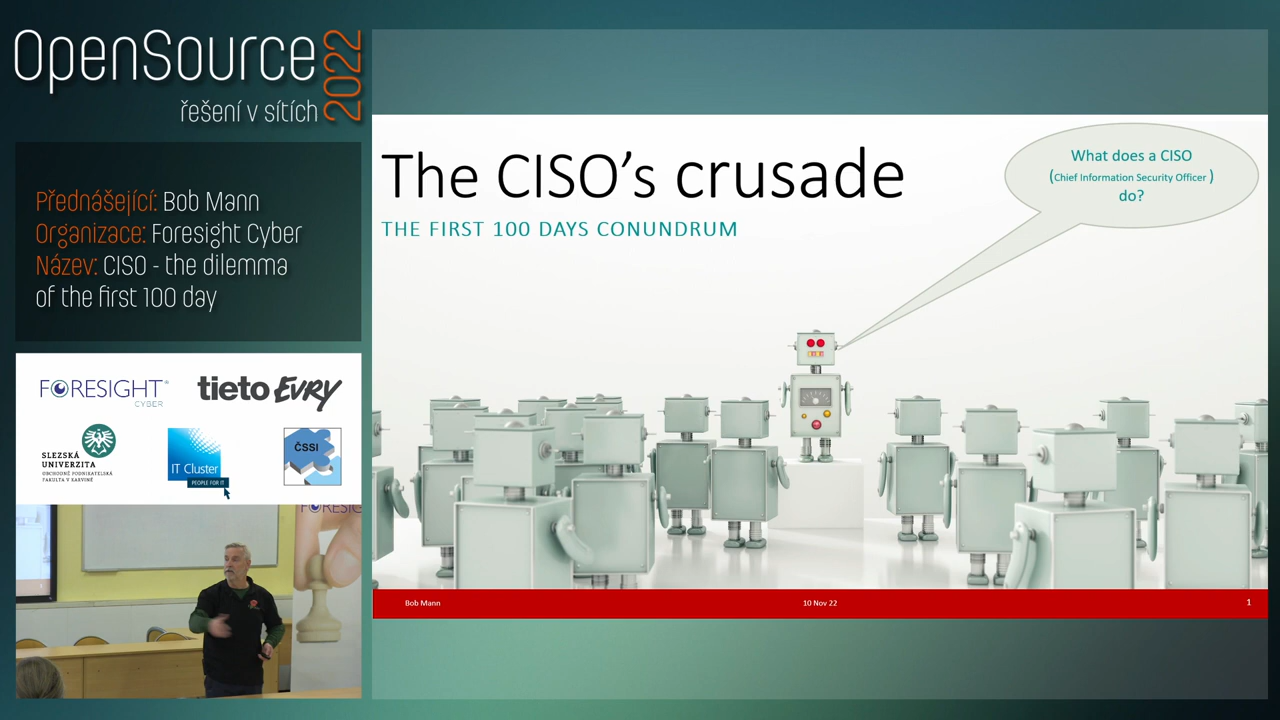 OpenSource
2022
řešení v sítích
Přednášející: Bob Mann
Organizace: Foresight Cyber
Název: CISO - the dilemma
of the first 100 day
FORESIGHT
CYBER
tieto Evry
SLEZSKÁ
UNIVERZITA
OBCHODNĚ PODNIKATELSKÁ
FAKULTA V KARVINÉ
IT Cluster
PEOPLE FOR IT
ČSSI
FORESIG
The CISO's crusade
THE FIRST 100 DAYS CONUNDRUM
What does a CISO
(Chief Information Security Officer )
do?
Bob Mann
10 Nov 22
1